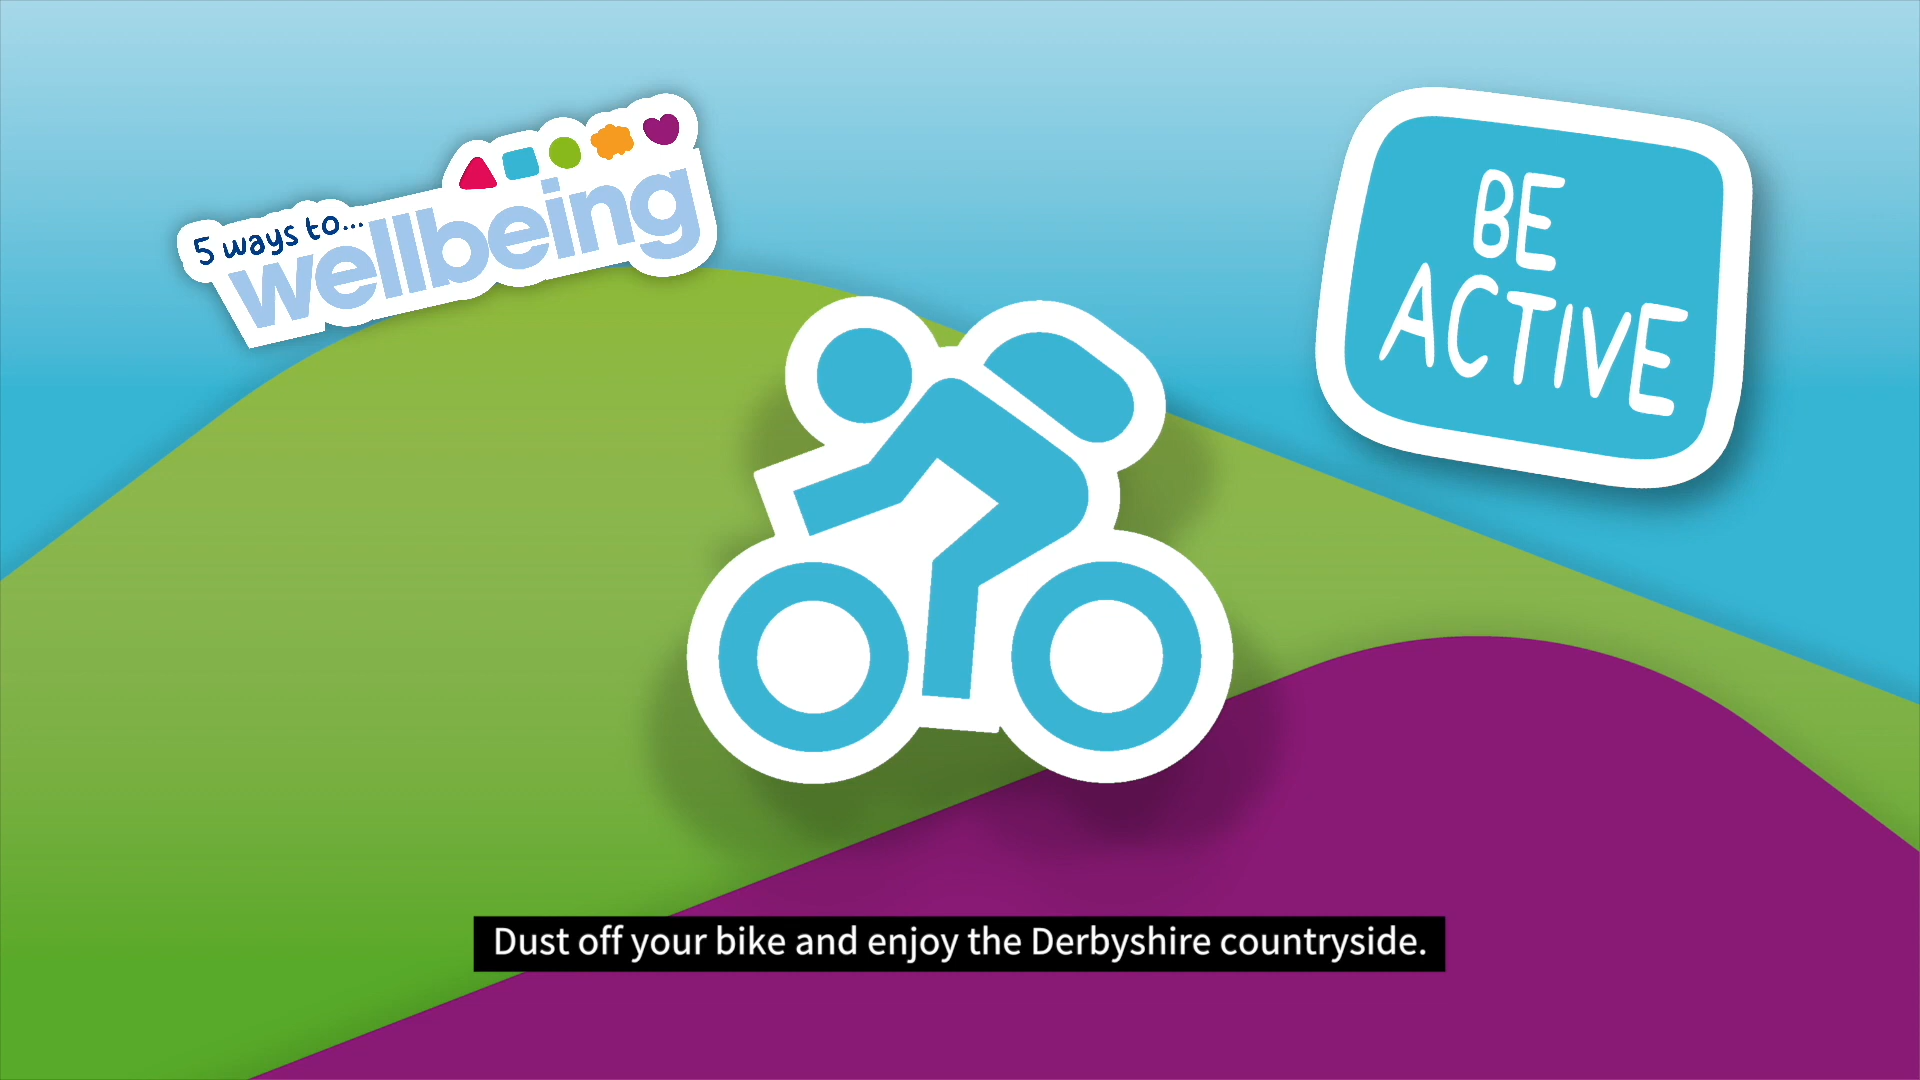 5 ways to...
wellbeing
BE
ACTIVE
Dust off your bike and enjoy the Derbyshire countryside.